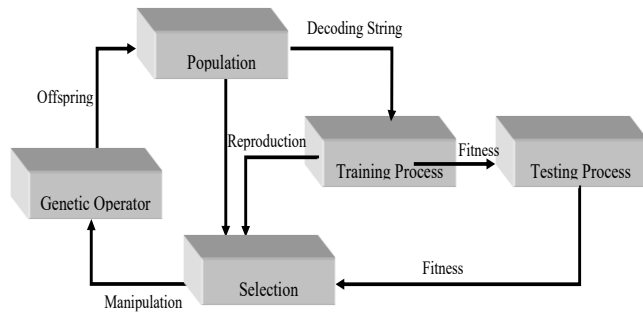 Decoding String
Population
Offspring
Reproduction
Fitness
Training Process
Testing Process
Genetic Operator
Fitness
Selection
Manipulation